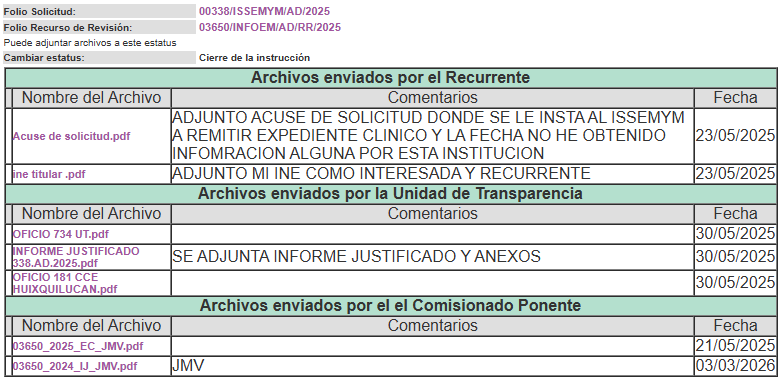 Folio Solicitud: 00338/ISSEMYM/AD/2025
Folio Recurso de Revisión: 03650/INFOEM/AD/RR/2025
Puede adjuntar archivos a este estatus
Cambiar estatus: Cierre de la instrucción
Archivos enviados por el Recurrente
Nombre del Archivo Comentarios Fecha
Acuse de solicitud.pdf ADJUNTO ACUSE DE SOLICITUD DONDE SE LE INSTA AL ISSEMYM
A REMITIR EXPEDIENTE CLINICO Y LA FECHA NO HE OBTENIDO
INFOMRACION ALGUNA POR ESTA INSTITUCION 23/05/2025
ine titular .pdf ADJUNTO MI INE COMO INTERESADA Y RECURRENTE 23/05/2025
Archivos enviados por la Unidad de Transparencia
Nombre del Archivo Comentarios Fecha
OFICIO 734 UT.pdf 30/05/2025
INFORME JUSTIFICADO
338.AD.2025.pdf SE ADJUNTA INFORME JUSTIFICADO Y ANEXOS 30/05/2025
OFICIO 181 CCE
HUIXQUILUCAN.pdf 30/05/2025
Archivos enviados por el el Comisionado Ponente
Nombre del Archivo Comentarios Fecha
03650_2025_EC_JMV.pdf 21/05/2025
03650_2024_IJ_JMV.pdf JMV 03/03/2026